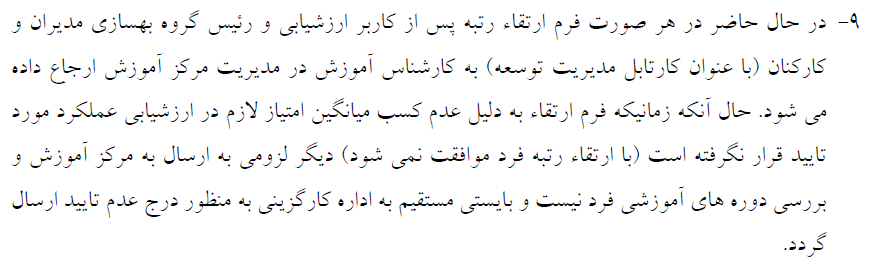 ۹- در حال حاضر در هر صورت فرم ارتقاء رتبه پس از کاربر ارزشیابی و رئیس گروه بهسازی مدیران و
کارکنان (با عنوان کارتابل مدیریت توسعه) به کارشناس آموزش در مدیریت مرکز آموزش ارجاع داده
می شود. حال آنکه زمانیکه فرم ارتقاء به دلیل عدم کسب میانگین امتیاز لازم در ارزشیابی عملکرد مورد
تایید قرار نگرفته است (با ارتقاء رتبه فرد موافقت نمی شود) دیگر لزومی به ارسال به مرکز آموزش و
بررسی دوره های آموزشی فرد نیست و بایستی مستقیم به اداره کارگزینی به منظور درج عدم تایید ارسال
گردد.